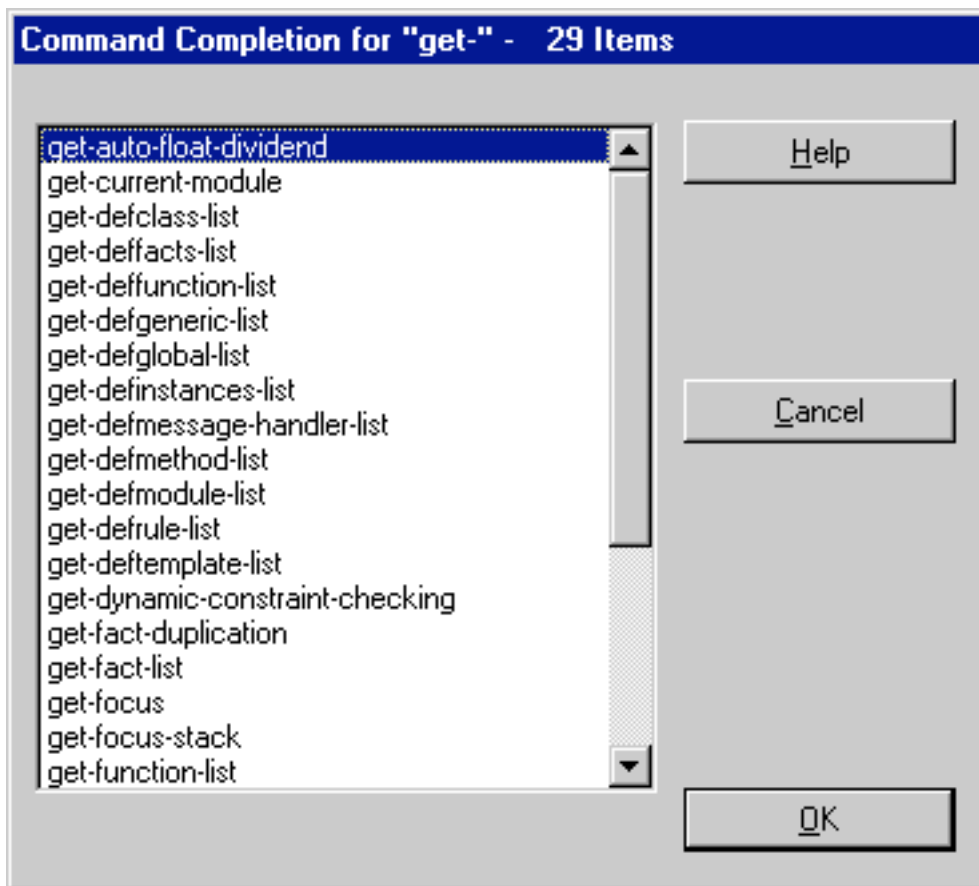 Command Completion for "get-" -   29 Items
get-auto-float-dividend
get-current-module
get-defclass-list
get-deffacts-list
get-deffunction-list
get-defgeneric-list
get-defglobal-list
get-definstances-list
get-defmessage-handler-list
get-defmethod-list
get-defmodule-list
get-defrule-list
get-deftemplate-list
get-dynamic-constraint-checking
get-fact-duplication
get-fact-list
get-focus
get-focus-stack
get-function-list
Help
Cancel
OK